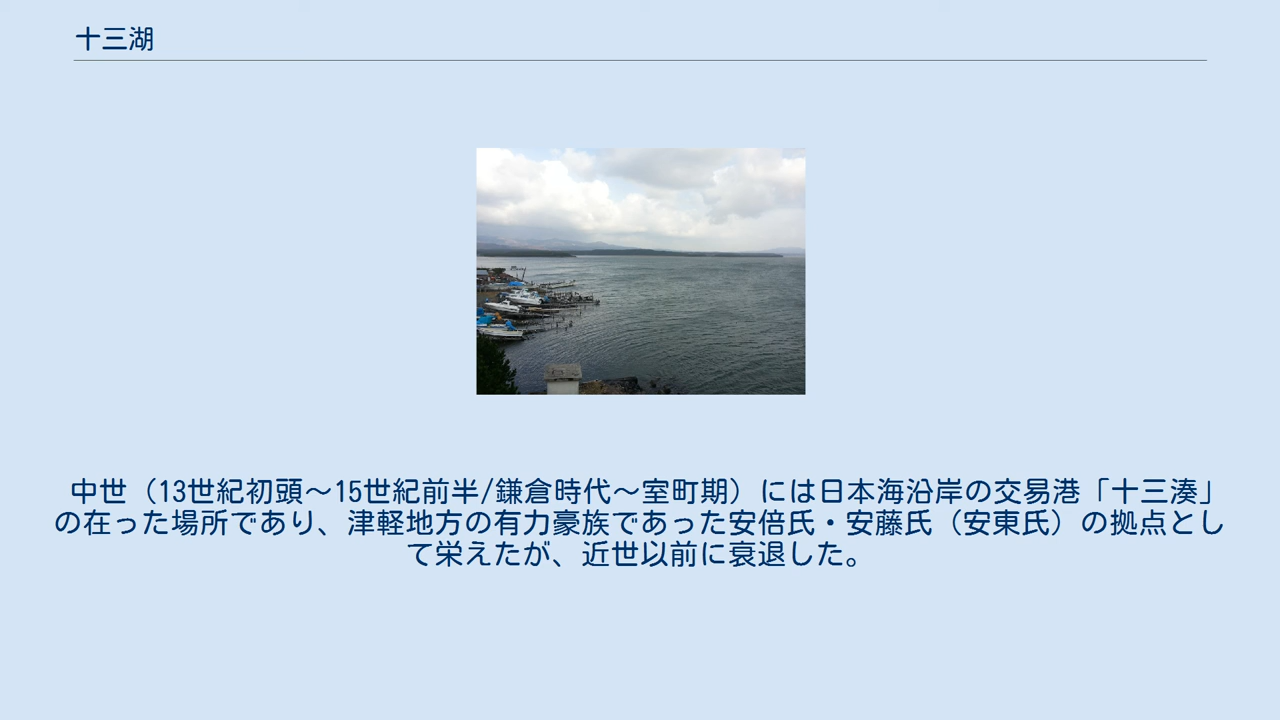 十三湖
中世（13世紀初頭～15世紀前半/鎌倉時代～室町期）には日本海沿岸の交易港「十三湊」
の在った場所であり、津軽地方の有力豪族であった安倍氏・安藤氏（安東氏）の拠点とし
て栄えたが、近世以前に衰退した。